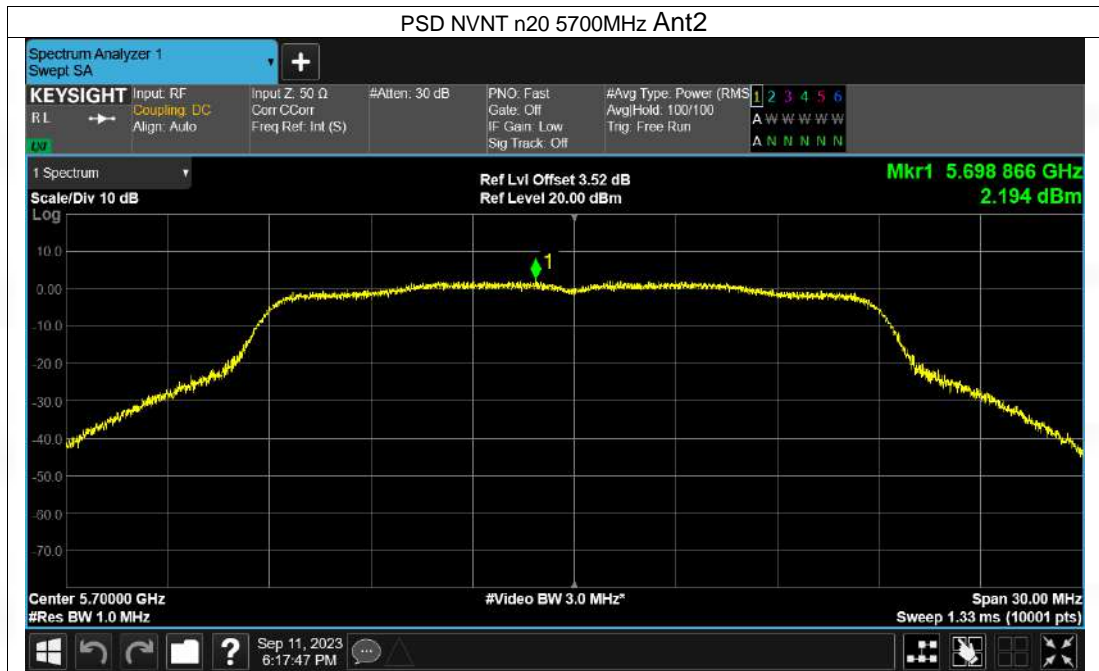 PSD NVNT n20 5700MHz Ant2
Spectrum Analyzer 1
Swept SA
KEYSIGHT
RL
LXI
Input: RF
Coupling: DC
Align: Auto
Input Z: 50 Ω
Corr CCorr
Freq Ref: Int (S)
#Atten: 30 dB
PNO: Fast
Gate: Off
IF Gain: Low
Sig Track: Off
#Avg Type: Power (RMS
Avg|Hold: 100/100
Trig: Free Run
1 2 3 4 5 6
A W W W W W
A N N N N N
1 Spectrum
Scale/Div 10 dB
Ref Lvl Offset 3.52 dB
Ref Level 20.00 dBm
Mkr1 5.698 866 GHz
2.194 dBm
Log
10.0
0.00
-10.0
-20.0
-30.0
-40.0
-50.0
-60.0
-70.0
1
Center 5.70000 GHz
#Res BW 1.0 MHz
#Video BW 3.0 MHz*
Span 30.00 MHz
Sweep 1.33 ms (10001 pts)
?
Sep 11, 2023
6:17:47 PM